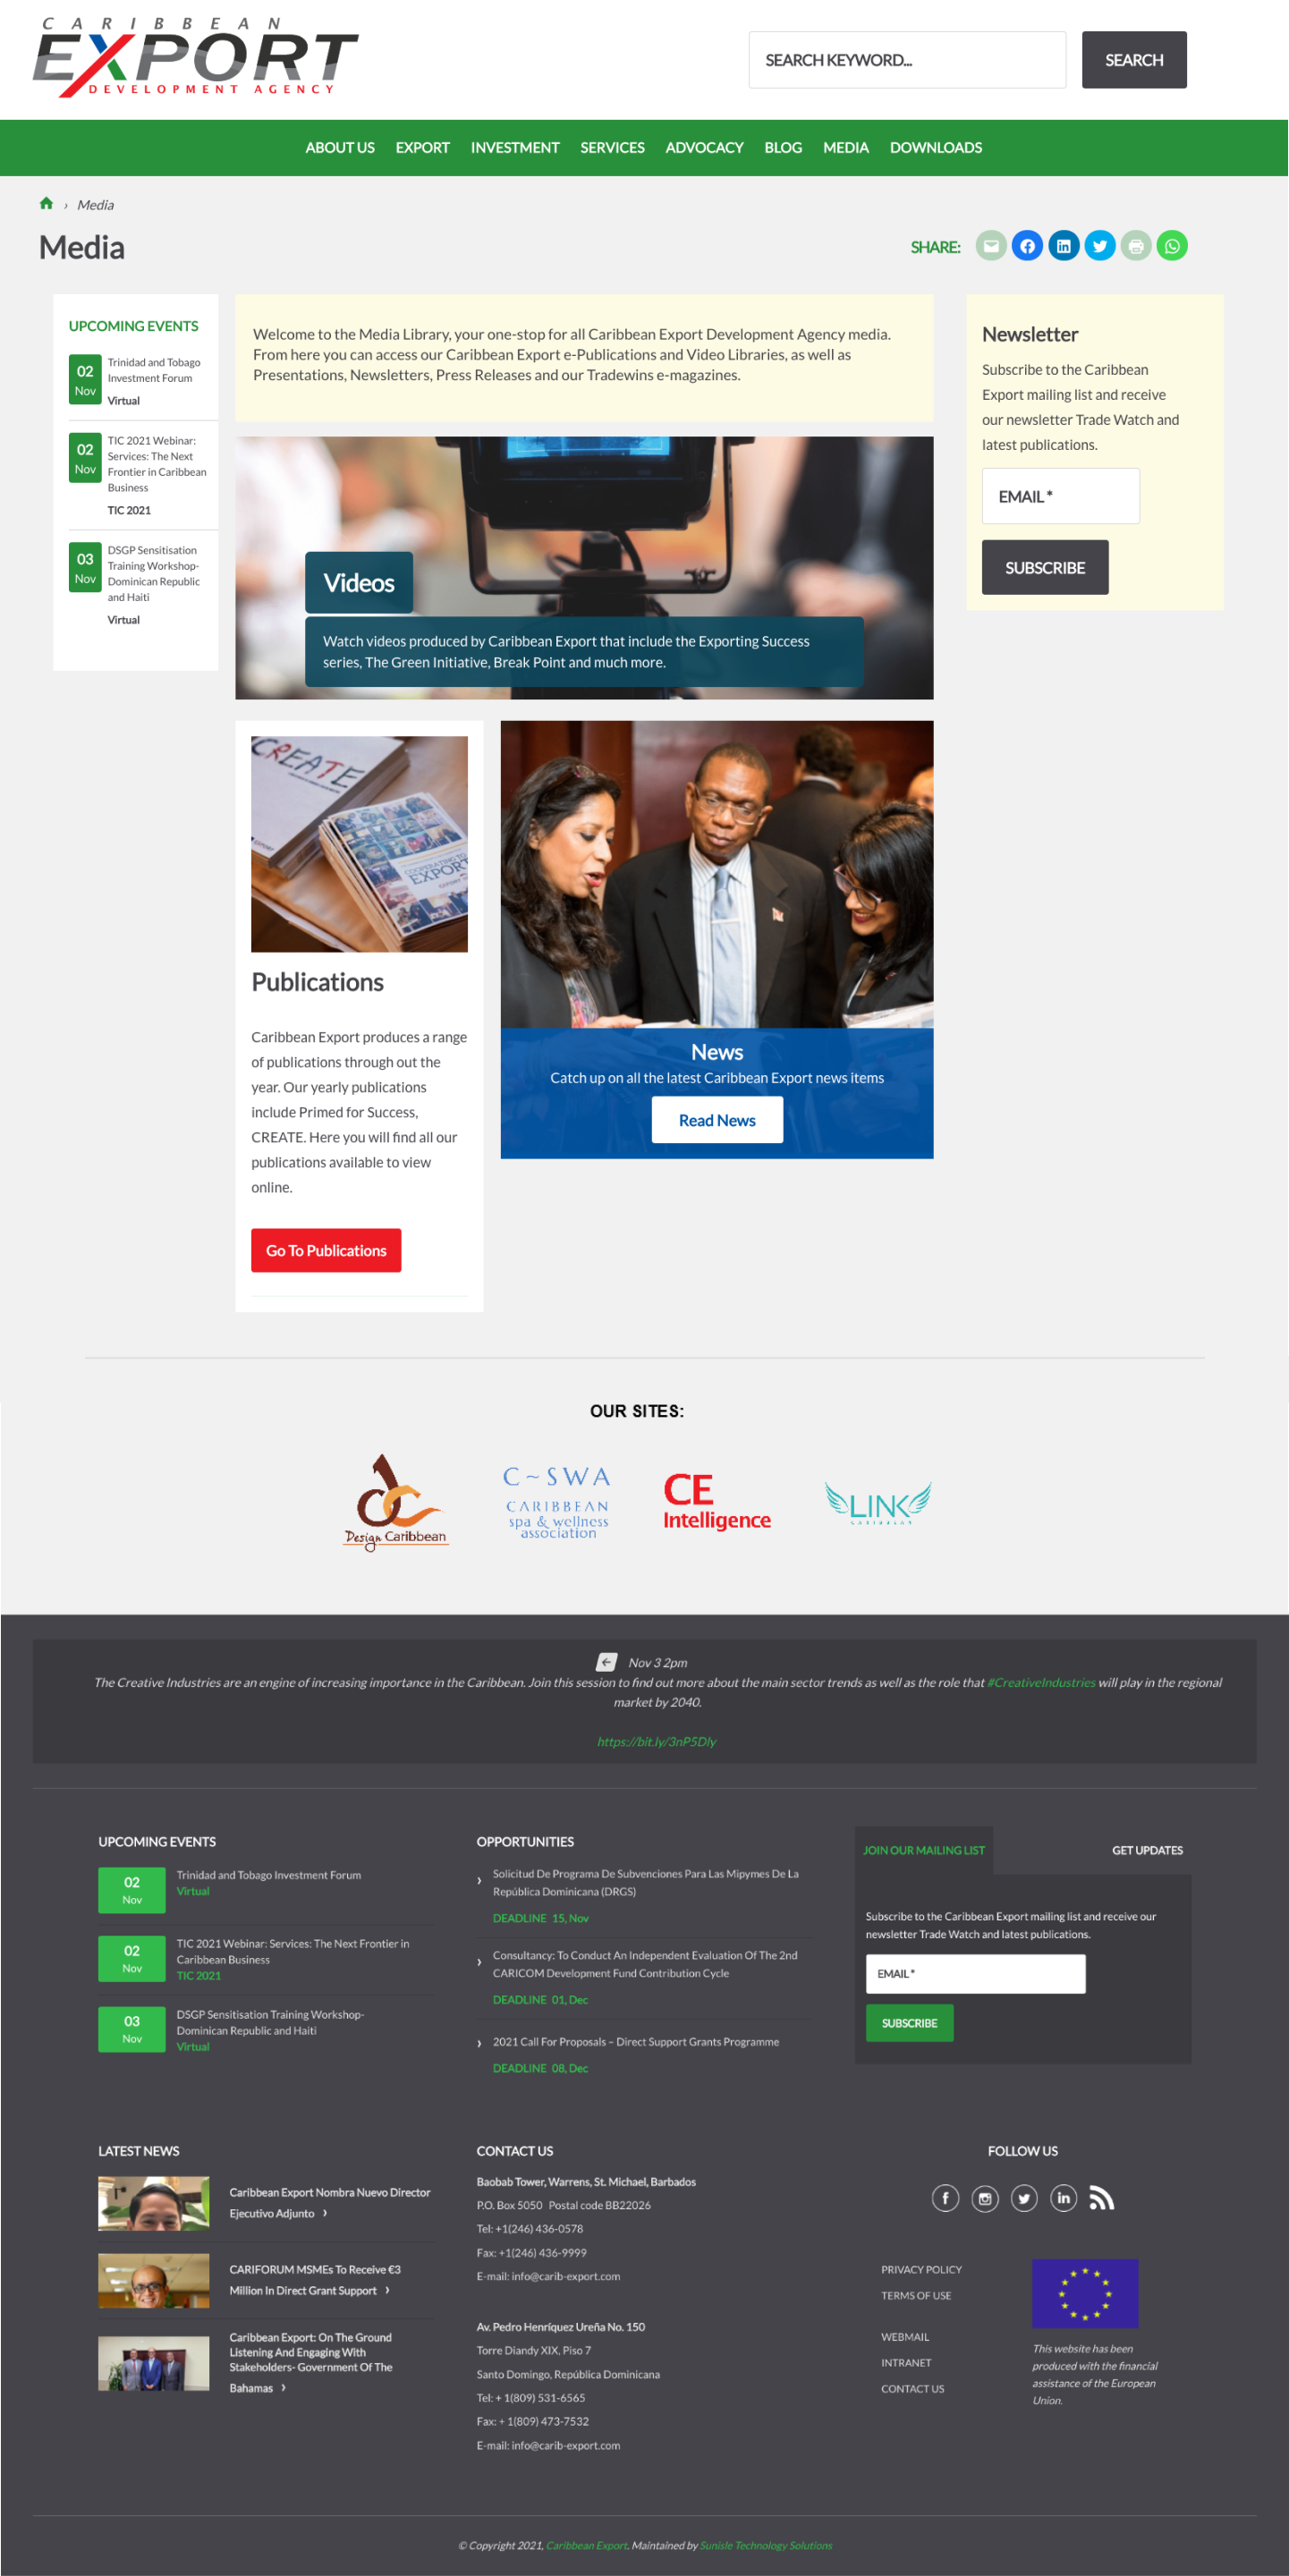 CARIBBEAN
EXPORT
DEVELOPMENT AGENCY
SEARCH KEYWORD...
SEARCH
ABOUT US EXPORT INVESTMENT SERVICES ADVOCACY BLOG MEDIA DOWNLOADS
› Media
Media
SHARE:
UPCOMING EVENTS
02
Nov
Trinidad and Tobago
Investment Forum
Virtual
02
Nov
TIC 2021 Webinar:
Services: The Next
Frontier in Caribbean
Business
TIC 2021
03
Nov
DSGP Sensitisation
Training Workshop-
Dominican Republic
and Haiti
Virtual
Welcome to the Media Library, your one-stop for all Caribbean Export Development Agency media.
From here you can access our Caribbean Export e-Publications and Video Libraries, as well as
Presentations, Newsletters, Press Releases and our Tradewins e-magazines.
Videos
Watch videos produced by Caribbean Export that include the Exporting Success
series, The Green Initiative, Break Point and much more.
Newsletter
Subscribe to the Caribbean
Export mailing list and receive
our newsletter Trade Watch and
latest publications.
EMAIL *
SUBSCRIBE
CREATE
EXPORT
Publications
Caribbean Export produces a range
of publications through out the
year. Our yearly publications
include Primed for Success,
CREATE. Here you will find all our
publications available to view
online.
Go To Publications
News
Catch up on all the latest Caribbean Export news items
Read News
OUR SITES:
Design Caribbean
C~SWA
CARIBBEAN
spa & wellness
association
CE
Intelligence
LINK
CARIBBEAN
Nov 3 2pm
The Creative Industries are an engine of increasing importance in the Caribbean. Join this session to find out more about the main sector trends as well as the role that #CreativeIndustries will play in the regional
market by 2040.
https://bit.ly/3nP5Dly
UPCOMING EVENTS
02
Nov
Trinidad and Tobago Investment Forum
Virtual
02
Nov
TIC 2021 Webinar: Services: The Next Frontier in
Caribbean Business
TIC 2021
03
Nov
DSGP Sensitisation Training Workshop-
Dominican Republic and Haiti
Virtual
OPPORTUNITIES
› Solicitud De Programa De Subvenciones Para Las Mipymes De La
República Dominicana (DRGS)
DEADLINE 15, Nov
› Consultancy: To Conduct An Independent Evaluation Of The 2nd
CARICOM Development Fund Contribution Cycle
DEADLINE 01, Dec
› 2021 Call For Proposals – Direct Support Grants Programme
DEADLINE 08, Dec
JOIN OUR MAILING LIST
GET UPDATES
Subscribe to the Caribbean Export mailing list and receive our
newsletter Trade Watch and latest publications.
EMAIL *
SUBSCRIBE
LATEST NEWS
Caribbean Export Nombra Nuevo Director
Ejecutivo Adjunto ›
CARIFORUM MSMEs To Receive €3
Million In Direct Grant Support ›
Caribbean Export: On The Ground
Listening And Engaging With
Stakeholders- Government Of The
Bahamas ›
CONTACT US
Baobab Tower, Warrens, St. Michael, Barbados
P.O. Box 5050 Postal code BB22026
Tel: +1(246) 436-0578
Fax: +1(246) 436-9999
E-mail: info@carib-export.com
Av. Pedro Henríquez Ureña No. 150
Torre Diandy XIX, Piso 7
Santo Domingo, República Dominicana
Tel: + 1(809) 531-6565
Fax: + 1(809) 473-7532
E-mail: info@carib-export.com
FOLLOW US
PRIVACY POLICY
TERMS OF USE
WEBMAIL
INTRANET
CONTACT US
This website has been
produced with the financial
assistance of the European
Union.
© Copyright 2021, Caribbean Export. Maintained by Sunisle Technology Solutions